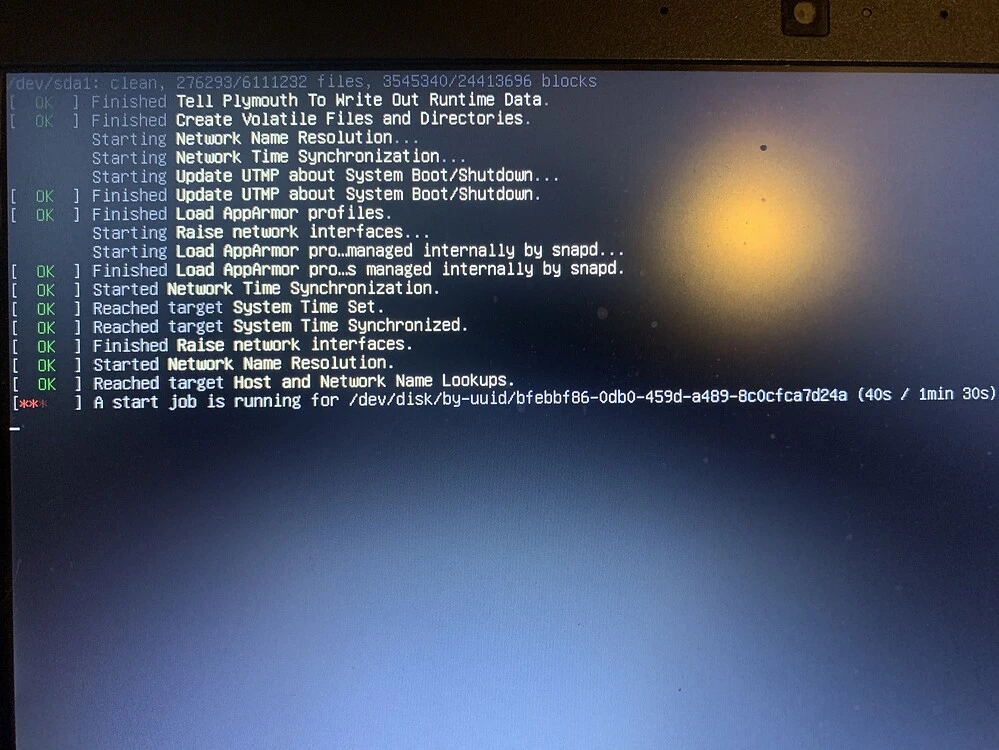 /dev/sda1: clean, 276293/6111232 files, 3545340/24413696 blocks
[  OK  ] Finished Tell Plymouth To Write Out Runtime Data.
[  OK  ] Finished Create Volatile Files and Directories.
Starting Network Name Resolution...
Starting Network Time Synchronization...
Starting Update UTMP about System Boot/Shutdown...
[  OK  ] Finished Update UTMP about System Boot/Shutdown.
[  OK  ] Finished Load AppArmor profiles.
Starting Raise network interfaces...
Starting Load AppArmor pro…managed internally by snapd...
[  OK  ] Finished Load AppArmor pro…s managed internally by snapd.
[  OK  ] Started Network Time Synchronization.
[  OK  ] Reached target System Time Set.
[  OK  ] Reached target System Time Synchronized.
[  OK  ] Finished Raise network interfaces.
[  OK  ] Started Network Name Resolution.
[  OK  ] Reached target Host and Network Name Lookups.
[***   ] A start job is running for /dev/disk/by-uuid/bfebbf86-0db0-459d-a489-8c0cfca7d24a (40s / 1min 30s)